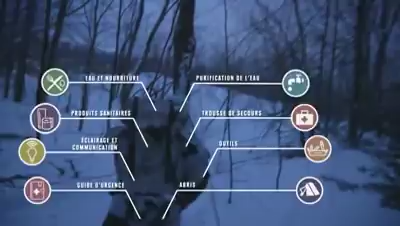 EAU ET NOURRITURE
PURIFICATION DE L'EAU
PRODUITS SANITAIRES
TROUSSE DE SECOURS
ÉCLAIRAGE ET
COMMUNICATION
OUTILS
GUIDE D'URGENCE
ABRIS